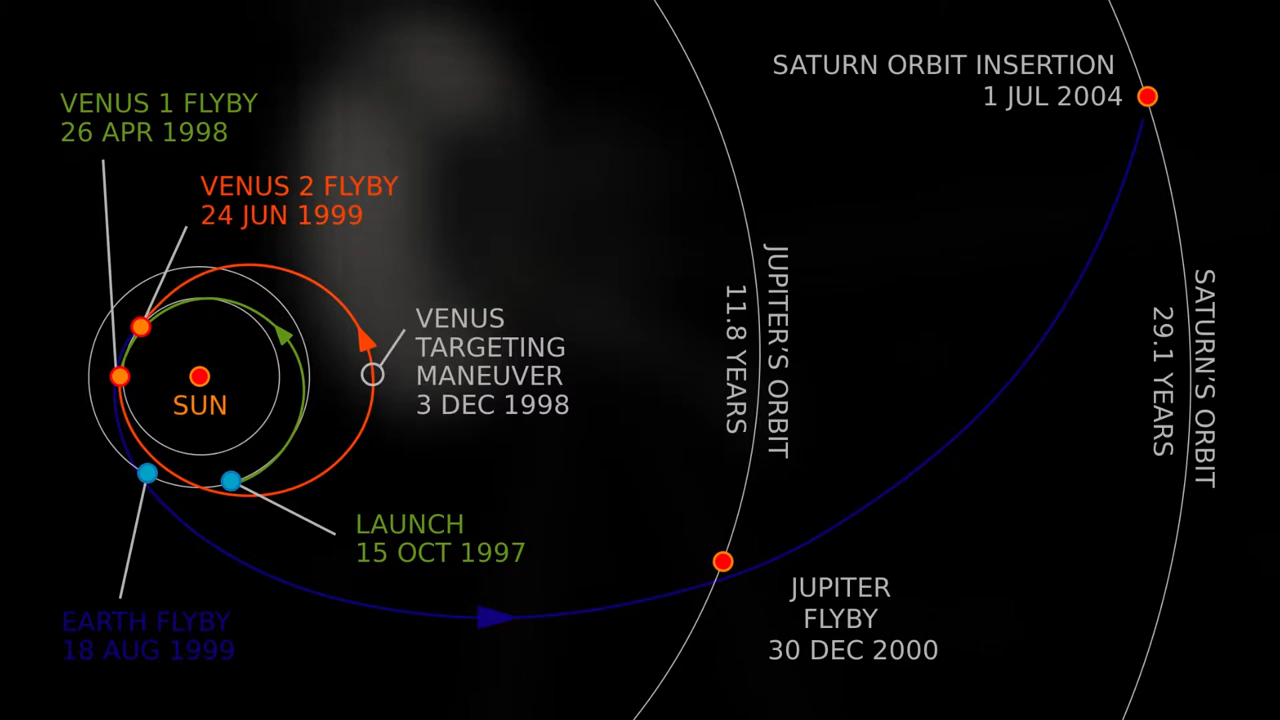 SATURN ORBIT INSERTION
1 JUL 2004
VENUS 1 FLYBY
26 APR 1998
VENUS 2 FLYBY
24 JUN 1999
VENUS
TARGETING
MANEUVER
3 DEC 1998
SUN
JUPITER'S ORBIT
11.8 YEARS
SATURN'S ORBIT
29.1 YEARS
LAUNCH
15 OCT 1997
EARTH FLYBY
18 AUG 1999
JUPITER
FLYBY
30 DEC 2000